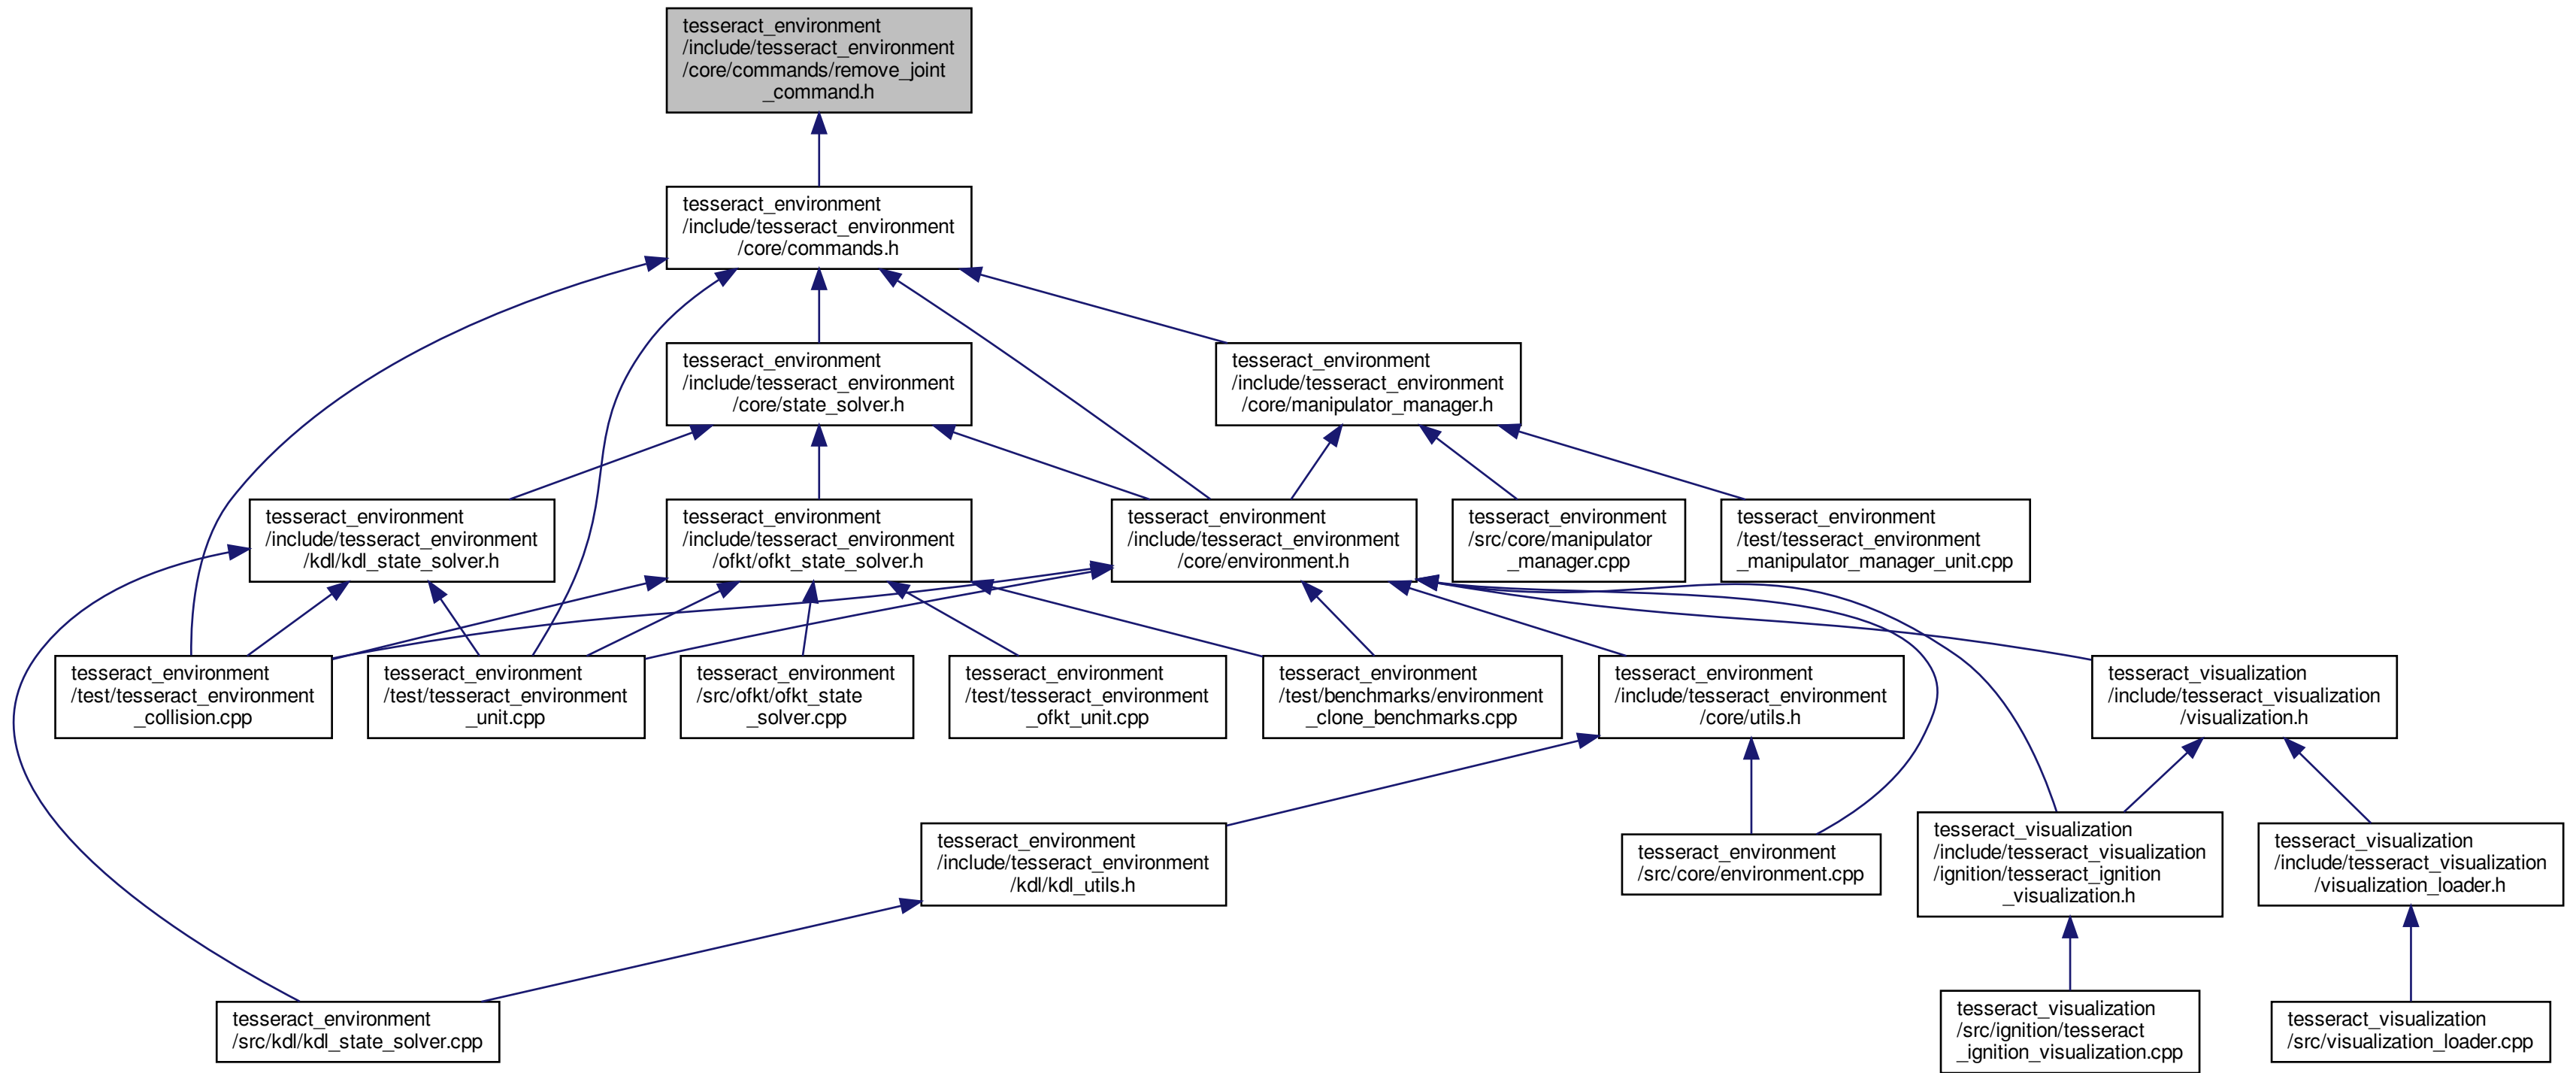 tesseract_environment
/include/tesseract_environment
/core/commands/remove_joint
_command.h
tesseract_environment
/include/tesseract_environment
/core/commands.h
tesseract_environment
/include/tesseract_environment
/core/state_solver.h
tesseract_environment
/include/tesseract_environment
/core/manipulator_manager.h
tesseract_environment
/include/tesseract_environment
/kdl/kdl_state_solver.h
tesseract_environment
/include/tesseract_environment
/ofkt/ofkt_state_solver.h
tesseract_environment
/include/tesseract_environment
/core/environment.h
tesseract_environment
/src/core/manipulator
_manager.cpp
tesseract_environment
/test/tesseract_environment
_manipulator_manager_unit.cpp
tesseract_environment
/test/tesseract_environment
_collision.cpp
tesseract_environment
/test/tesseract_environment
_unit.cpp
tesseract_environment
/src/ofkt/ofkt_state
_solver.cpp
tesseract_environment
/test/tesseract_environment
_ofkt_unit.cpp
tesseract_environment
/test/benchmarks/environment
_clone_benchmarks.cpp
tesseract_environment
/include/tesseract_environment
/core/utils.h
tesseract_visualization
/include/tesseract_visualization
/visualization.h
tesseract_environment
/include/tesseract_environment
/kdl/kdl_utils.h
tesseract_environment
/src/core/environment.cpp
tesseract_visualization
/include/tesseract_visualization
/ignition/tesseract_ignition
_visualization.h
tesseract_visualization
/include/tesseract_visualization
/visualization_loader.h
tesseract_environment
/src/kdl/kdl_state_solver.cpp
tesseract_visualization
/src/ignition/tesseract
_ignition_visualization.cpp
tesseract_visualization
/src/visualization_loader.cpp